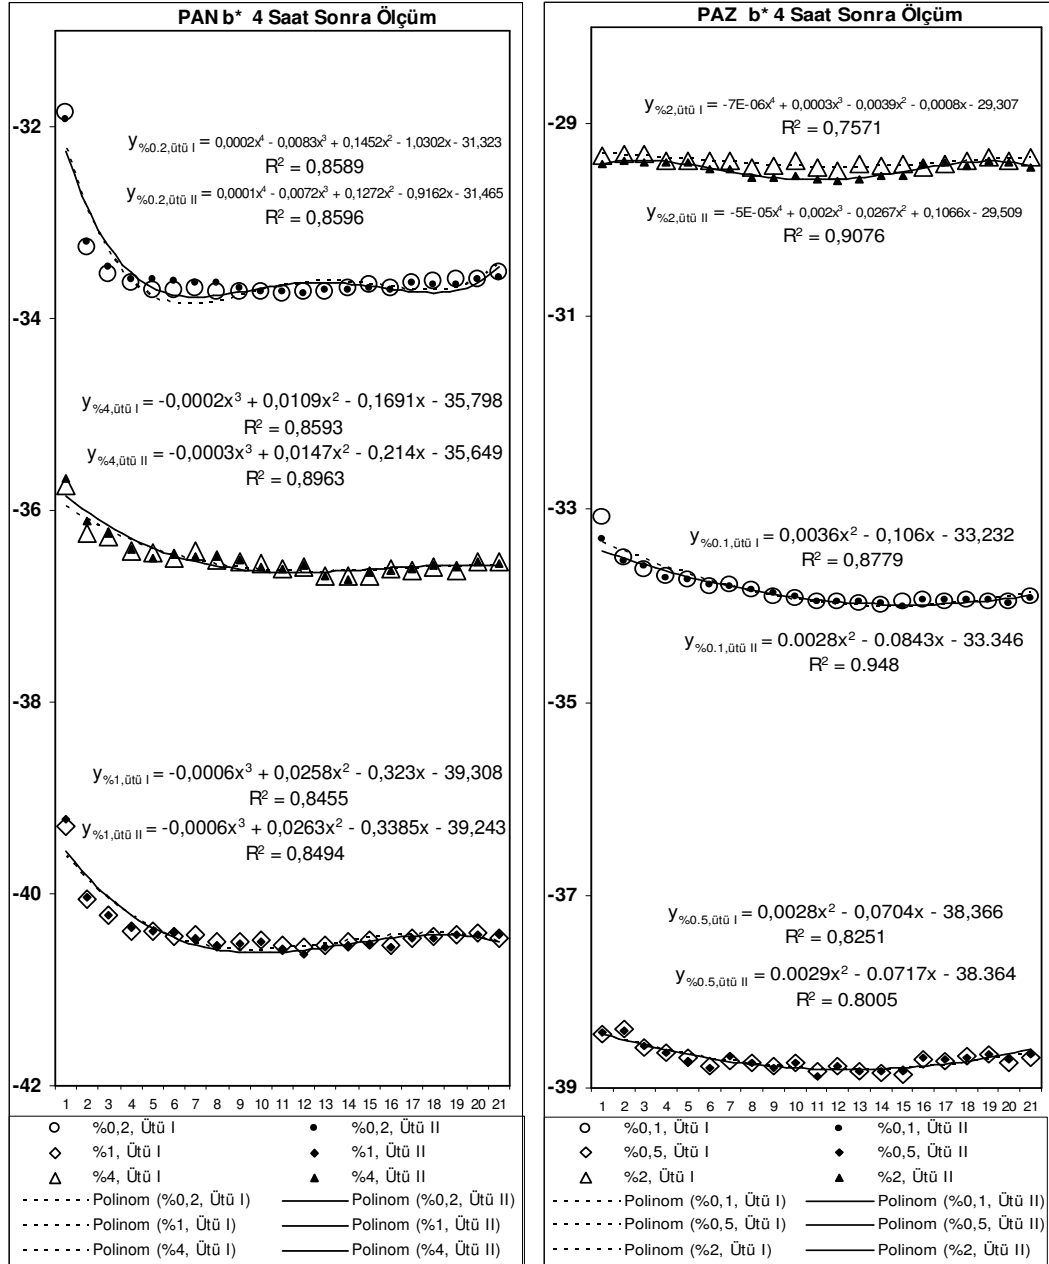 PAN b* 4 Saat Sonra Ölçüm
-32
y%0.2,ütü I = 0,0002x⁴ - 0,0083x³ + 0,1452x² - 1,0302x - 31,323
R² = 0,8589
y%0.2,ütü II = 0,0001x⁴ - 0,0072x³ + 0,1272x² - 0,9162x - 31,465
R² = 0,8596
-34
y%4,ütü I = -0,0002x³ + 0,0109x² - 0,1691x - 35,798
R² = 0,8593
y%4,ütü II = -0,0003x³ + 0,0147x² - 0,214x - 35,649
R² = 0,8963
-36
-38
y%1,ütü I = -0,0006x³ + 0,0258x² - 0,323x - 39,308
R² = 0,8455
y%1,ütü II = -0,0006x³ + 0,0263x² - 0,3385x - 39,243
R² = 0,8494
-40
-42
1 2 3 4 5 6 7 8 9 10 11 12 13 14 15 16 17 18 19 20 21
%0,2, Ütü I %0,2, Ütü II
%1, Ütü I %1, Ütü II
%4, Ütü I %4, Ütü II
Polinom (%0,2, Ütü I) Polinom (%0,2, Ütü II)
Polinom (%1, Ütü I) Polinom (%1, Ütü II)
Polinom (%4, Ütü I) Polinom (%4, Ütü II)
PAZ b* 4 Saat Sonra Ölçüm
y%2,ütü I = -7E-06x⁴ + 0,0003x³ - 0,0039x² - 0,0008x - 29,307
R² = 0,7571
-29
y%2,ütü II = -5E-05x⁴ + 0,002x³ - 0,0267x² + 0,1066x - 29,509
R² = 0,9076
-31
-33
y%0.1,ütü I = 0,0036x² - 0,106x - 33,232
R² = 0,8779
y%0.1,ütü II = 0.0028x² - 0.0843x - 33.346
R² = 0.948
-35
-37
y%0.5,ütü I = 0,0028x² - 0,0704x - 38,366
R² = 0,8251
y%0.5,ütü II = 0.0029x² - 0.0717x - 38.364
R² = 0.8005
-39
1 2 3 4 5 6 7 8 9 10 11 12 13 14 15 16 17 18 19 20 21
%0,1, Ütü I %0,1, Ütü II
%0,5, Ütü I %0,5, Ütü II
%2, Ütü I %2, Ütü II
Polinom (%0,1, Ütü I) Polinom (%0,1, Ütü II)
Polinom (%0,5, Ütü I) Polinom (%0,5, Ütü II)
Polinom (%2, Ütü I) Polinom (%2, Ütü II)